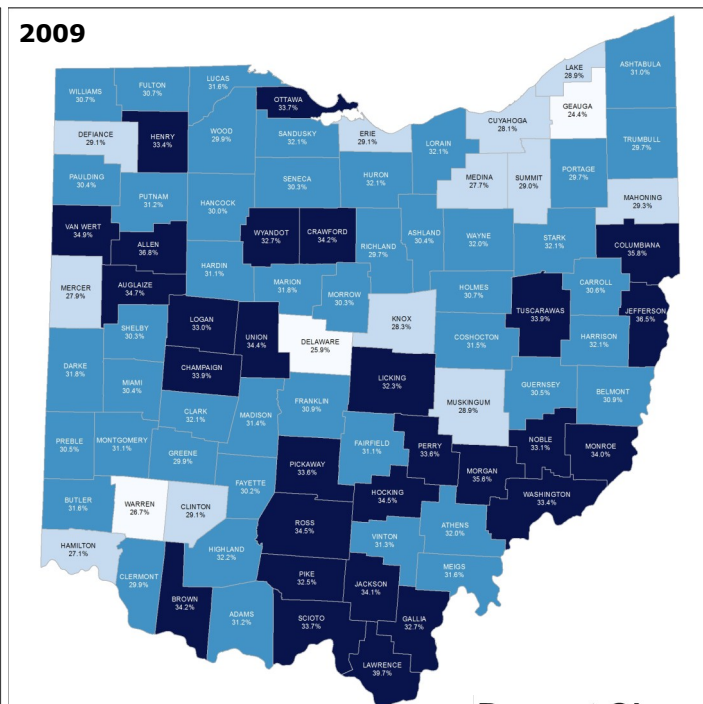 2009
WILLIAMS
30.7%
FULTON
30.7%
LUCAS
31.6%
OTTAWA
33.7%
LAKE
28.9%
ASHTABULA
31.0%
GEAUGA
24.4%
CUYAHOGA
28.1%
DEFIANCE
29.1%
HENRY
33.4%
WOOD
29.9%
SANDUSKY
32.1%
ERIE
29.1%
LORAIN
32.1%
TRUMBULL
29.7%
PAULDING
30.4%
PUTNAM
31.2%
HANCOCK
30.0%
SENECA
30.3%
HURON
32.1%
MEDINA
27.7%
SUMMIT
29.0%
PORTAGE
29.7%
MAHONING
29.3%
VAN WERT
34.9%
ALLEN
36.8%
WYANDOT
32.7%
CRAWFORD
34.2%
RICHLAND
29.7%
ASHLAND
30.4%
WAYNE
32.0%
STARK
32.1%
COLUMBIANA
35.8%
MERCER
27.9%
AUGLAIZE
34.7%
HARDIN
31.1%
MARION
31.8%
MORROW
30.3%
HOLMES
30.7%
CARROLL
30.6%
TUSCARAWAS
33.9%
JEFFERSON
36.5%
SHELBY
30.3%
LOGAN
33.0%
UNION
34.4%
DELAWARE
25.9%
KNOX
28.3%
COSHOCTON
31.5%
HARRISON
32.1%
DARKE
31.8%
MIAMI
30.4%
CHAMPAIGN
33.9%
LICKING
32.3%
MUSKINGUM
28.9%
GUERNSEY
30.5%
BELMONT
30.9%
CLARK
32.1%
MADISON
31.4%
FRANKLIN
30.9%
PREBLE
30.5%
MONTGOMERY
31.1%
GREENE
29.9%
FAIRFIELD
31.1%
PERRY
33.6%
NOBLE
33.1%
MONROE
34.0%
PICKAWAY
33.6%
MORGAN
35.6%
FAYETTE
30.2%
WASHINGTON
33.4%
BUTLER
31.6%
WARREN
26.7%
CLINTON
29.1%
HOCKING
34.5%
ROSS
34.5%
ATHENS
32.0%
VINTON
31.3%
HAMILTON
27.1%
HIGHLAND
32.2%
CLERMONT
29.9%
PIKE
32.5%
JACKSON
34.1%
MEIGS
31.6%
BROWN
34.2%
ADAMS
31.2%
SCIOTO
33.7%
GALLIA
32.7%
LAWRENCE
39.7%